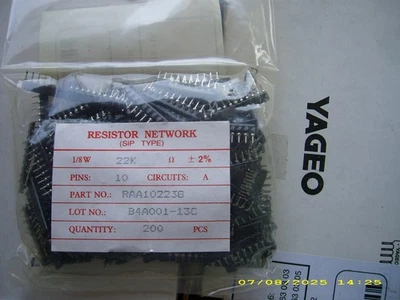 RESISTOR NETWORK
(SIP TYPE)
1/8W 22K Ω ± 2%
PINS: 10 CIRCUITS: A
PART NO.: RAA10223G
LOT NO.: B4A001-13C
QUANTITY: 200 PCS
YAGEO
07/08/2025 14:25